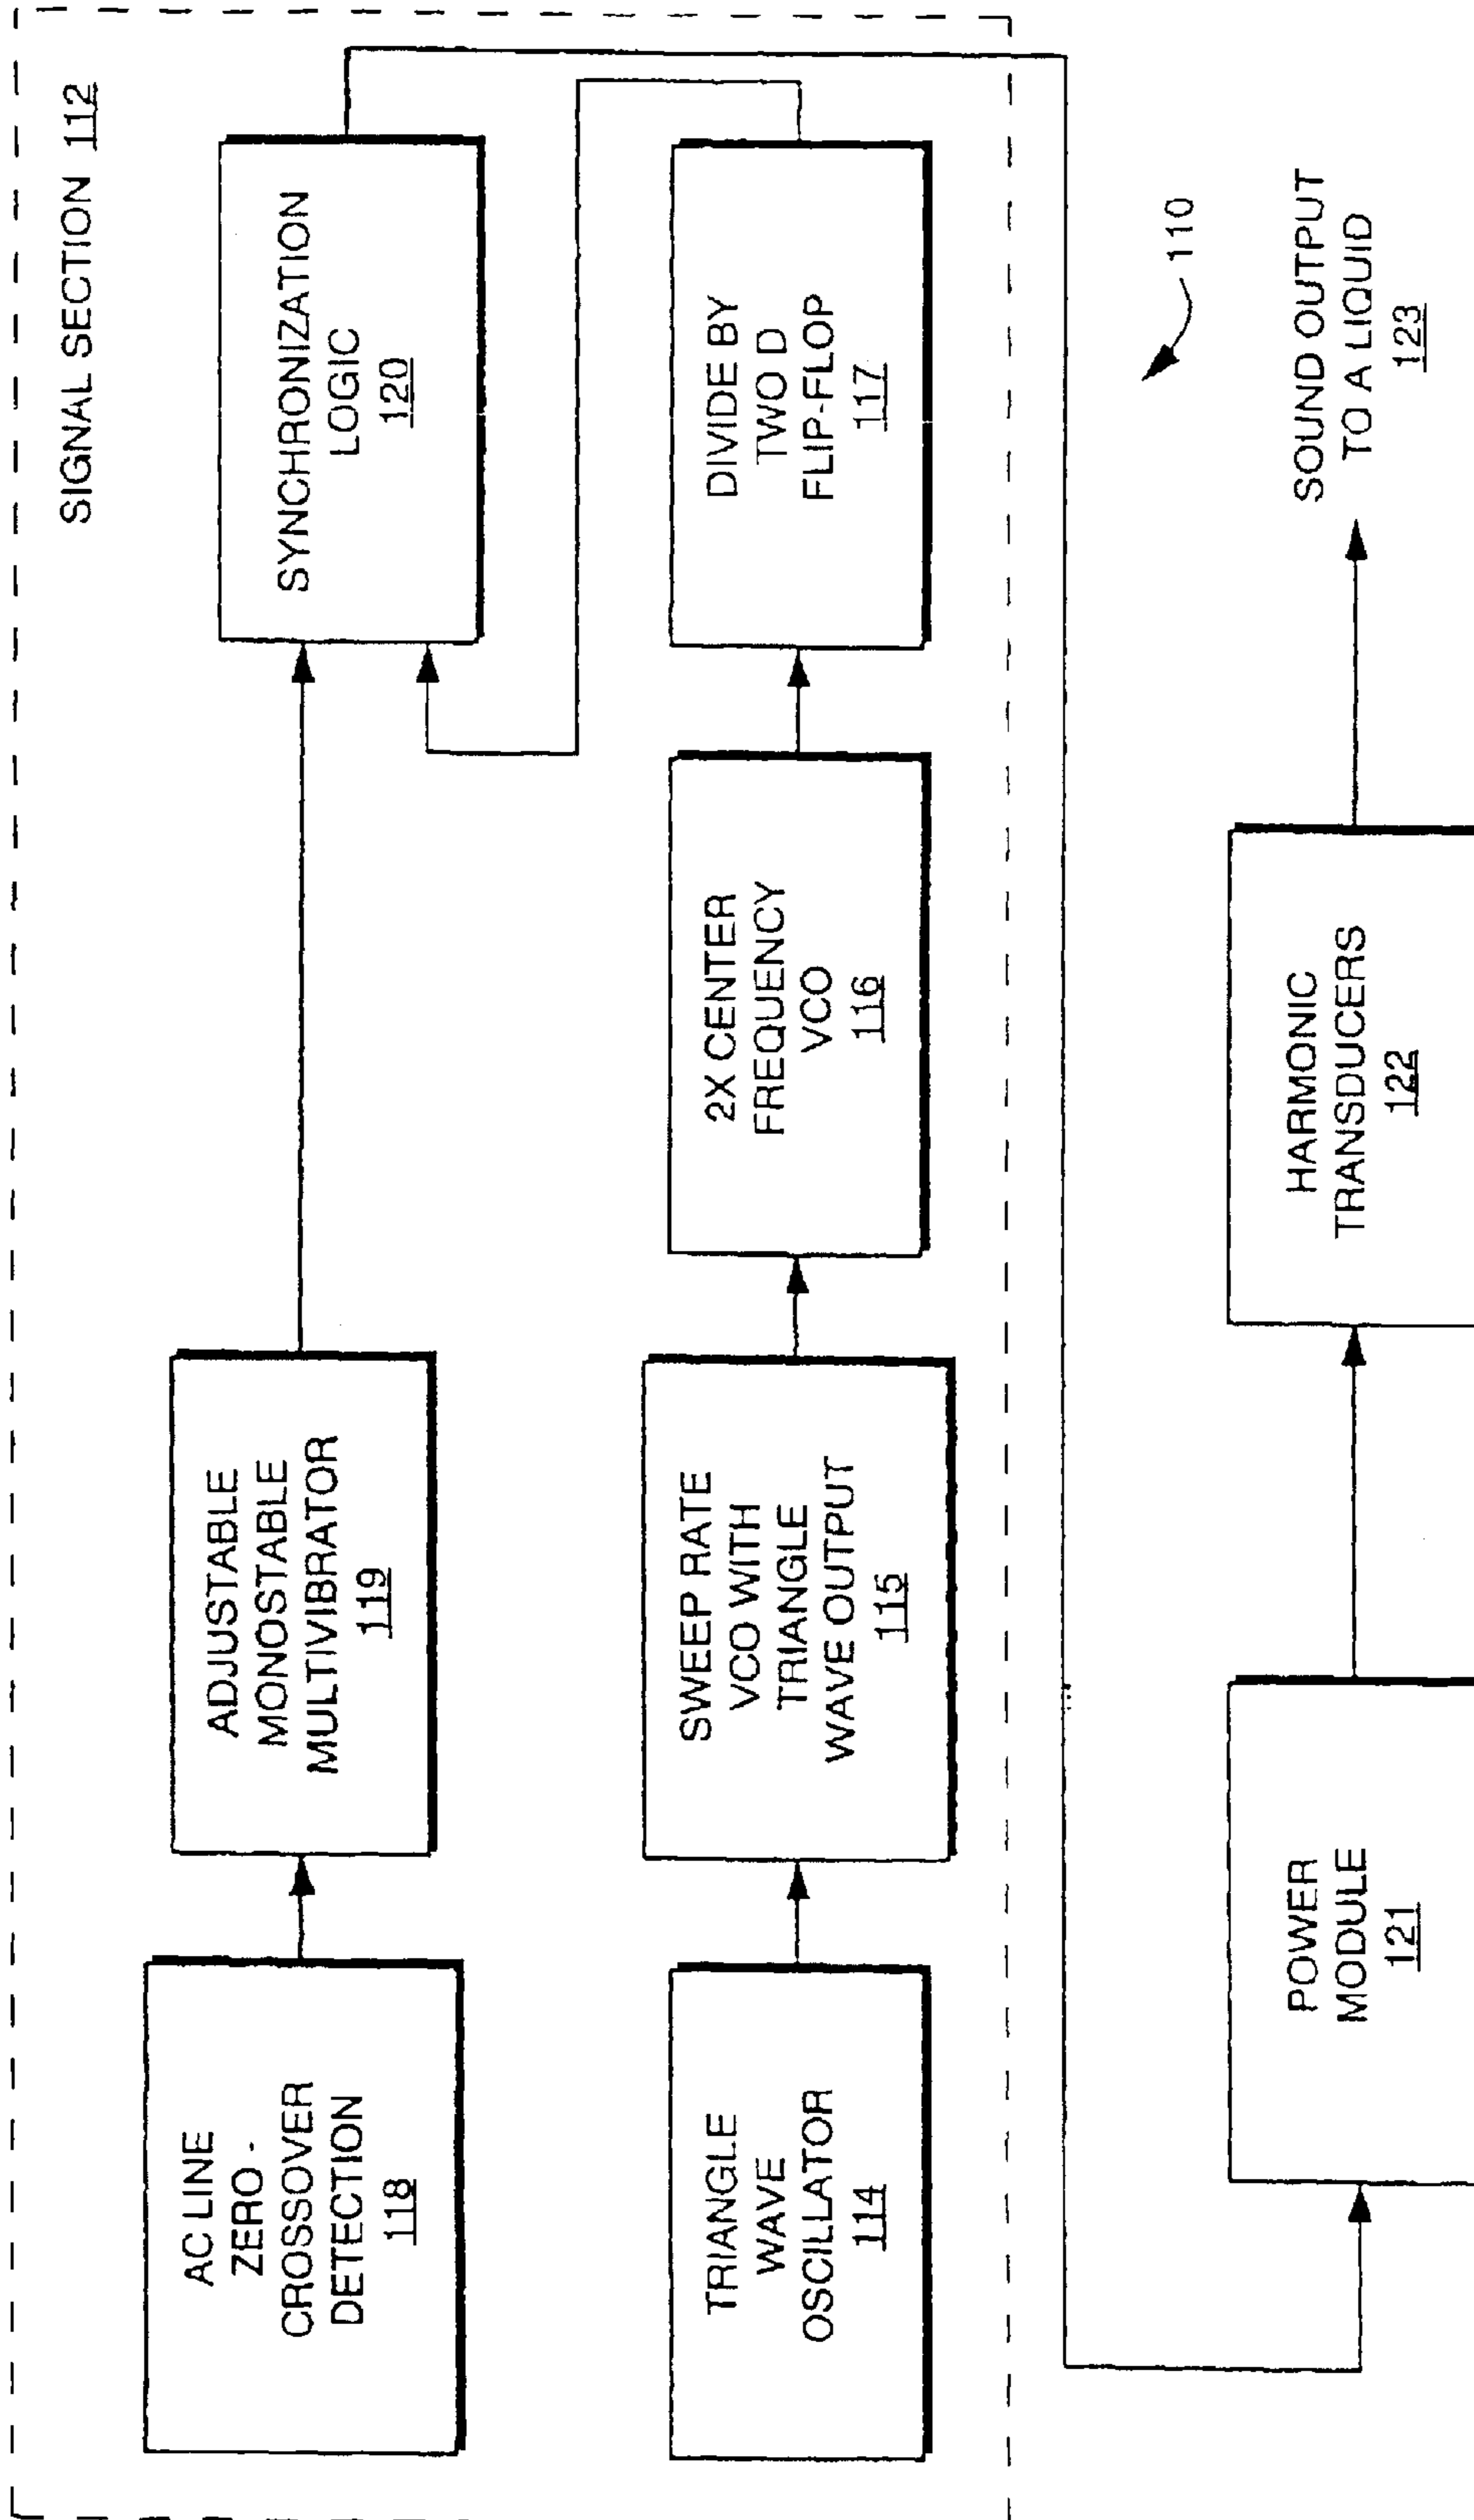 SIGNAL SECTION 112
AC LINE
ZERO -
CROSSOVER
DETECTION
118
ADJUSTABLE
MONOSTABLE
MULTIVIBRATOR
119
SYNCHRONIZATION
LOGIC
120
TRIANGLE
WAVE
OSCILLATOR
114
SWEEP RATE
VCO WITH
TRIANGLE
WAVE OUTPUT
115
2X CENTER
FREQUENCY
VCO
116
DIVIDE BY
TWO D
FLIP-FLOP
117
110
POWER
MODULE
121
HARMONIC
TRANSDUCERS
122
SOUND OUTPUT
TO A LIQUID
123